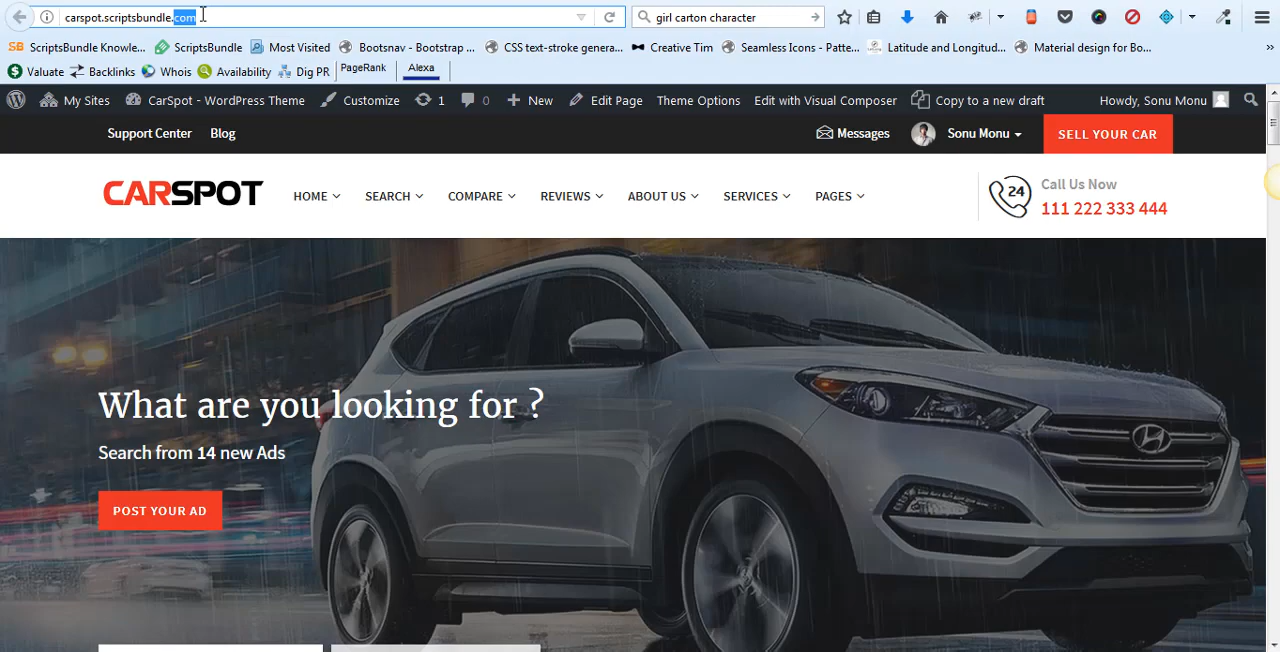 carspot.scriptsbundle.com
girl carton character
ScriptsBundle Knowle...
ScriptsBundle
Most Visited
Bootsnav - Bootstrap ...
CSS text-stroke genera...
Creative Tim
Seamless Icons - Patte...
Latitude and Longitud...
Material design for Bo...
Valuate
Backlinks
Whois
Availability
Dig PR
PageRank
Alexa
My Sites
CarSpot - WordPress Theme
Customize
1
0
New
Edit Page
Theme Options
Edit with Visual Composer
Copy to a new draft
Howdy, Sonu Monu
Support Center
Blog
Messages
Sonu Monu
SELL YOUR CAR
CARSPOT
HOME
SEARCH
COMPARE
REVIEWS
ABOUT US
SERVICES
PAGES
24
Call Us Now
111 222 333 444
What are you looking for ?
Search from 14 new Ads
POST YOUR AD